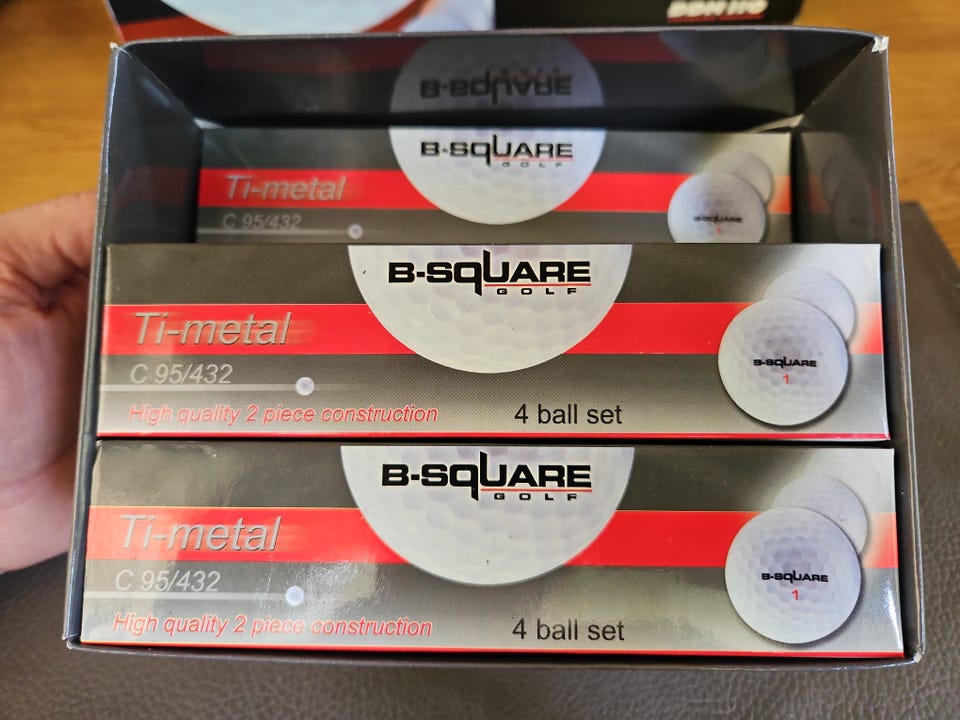 B-SQUARE
B-SQUARE
GOLF
Ti-metal
C 95/432
B-SQUARE
1
B-SQUARE
GOLF
Ti-metal
C 95/432
High quality 2 piece construction
4 ball set
B-SQUARE
1
B-SQUARE
GOLF
Ti-metal
C 95/432
High quality 2 piece construction
4 ball set
B-SQUARE
1